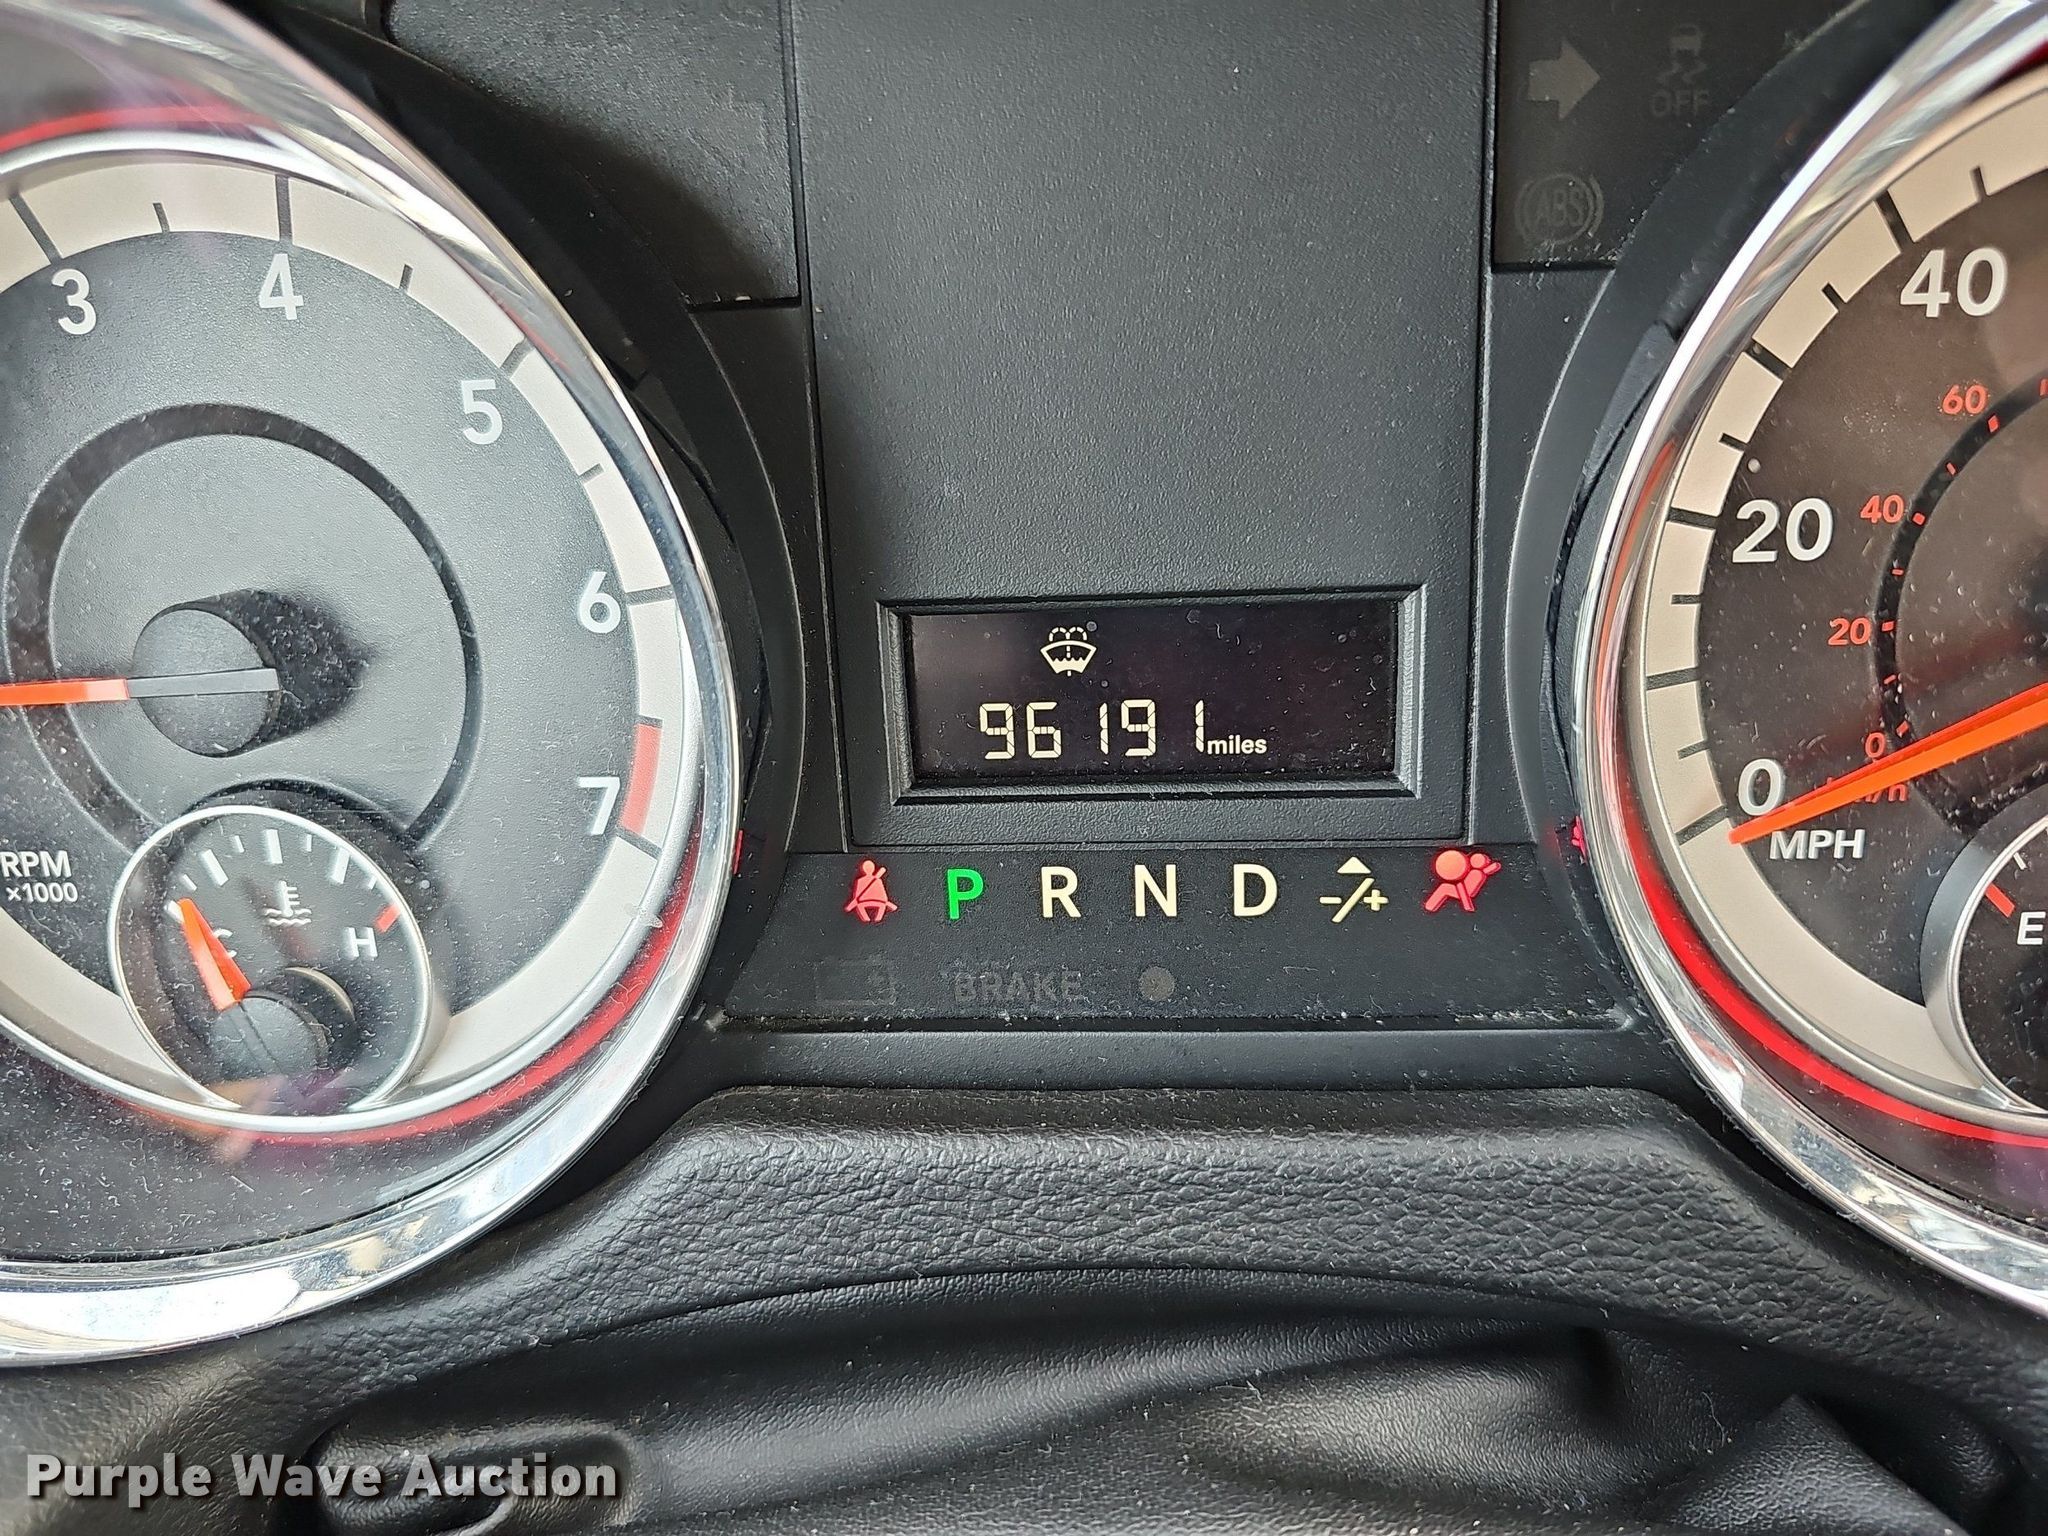 3
4
5
6
7
RPM
x1000
C
H
OFF
ABS
40
60
20
40
20
0
0
MPH
E
96191 miles
P R N D -/+
BRAKE
Purple Wave Auction